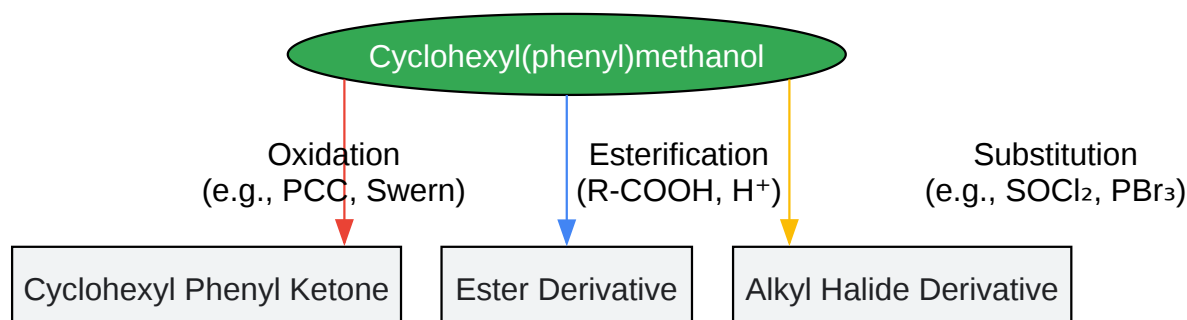 Cyclohexyl(phenyl)methanol
Oxidation
(e.g., PCC, Swern)
Esterification
(R-COOH, H⁺)
Substitution
(e.g., SOCl₂, PBr₃)
Cyclohexyl Phenyl Ketone
Ester Derivative
Alkyl Halide Derivative